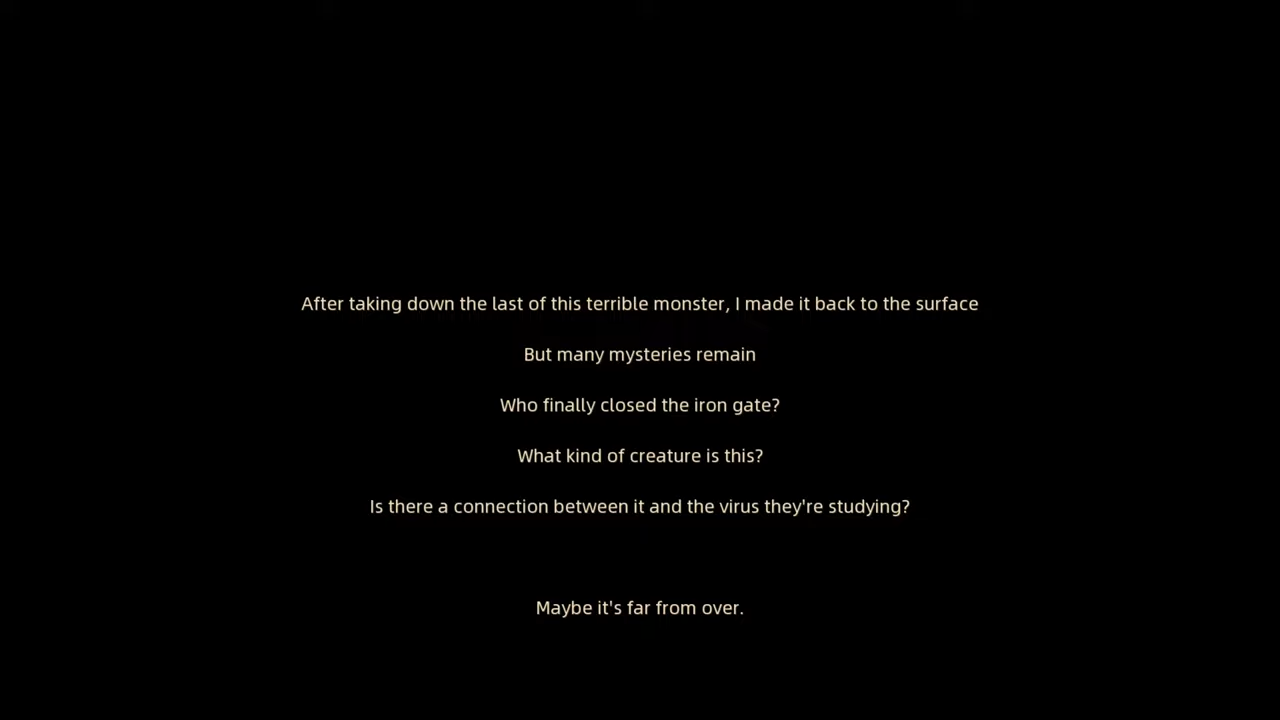 After taking down the last of this terrible monster, I made it back to the surface
But many mysteries remain
Who finally closed the iron gate?
What kind of creature is this?
Is there a connection between it and the virus they're studying?
Maybe it's far from over.